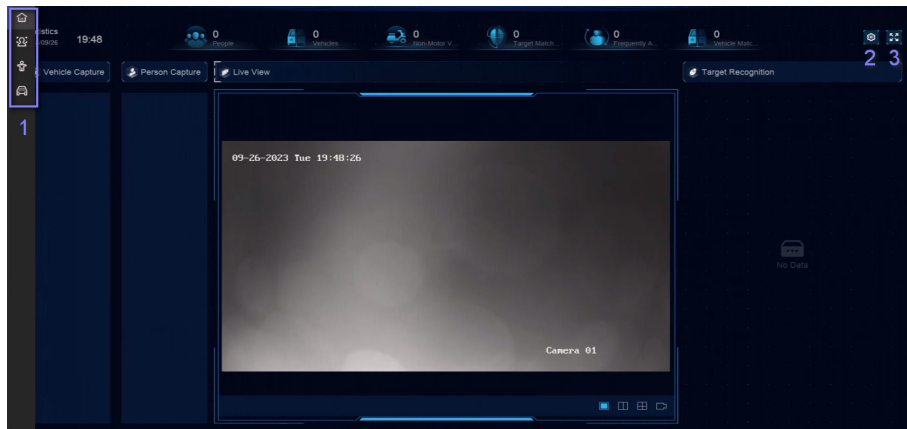 istics
/09/26
19:48
0
People
0
Vehicles
0
Non-Motor V...
0
Target Match...
0
Frequently A...
0
Vehicle Matc...
2
3
Vehicle Capture
Person Capture
Live View
Target Recognition
1
09-26-2023 Tue 19:48:26
No Data
Camera 01